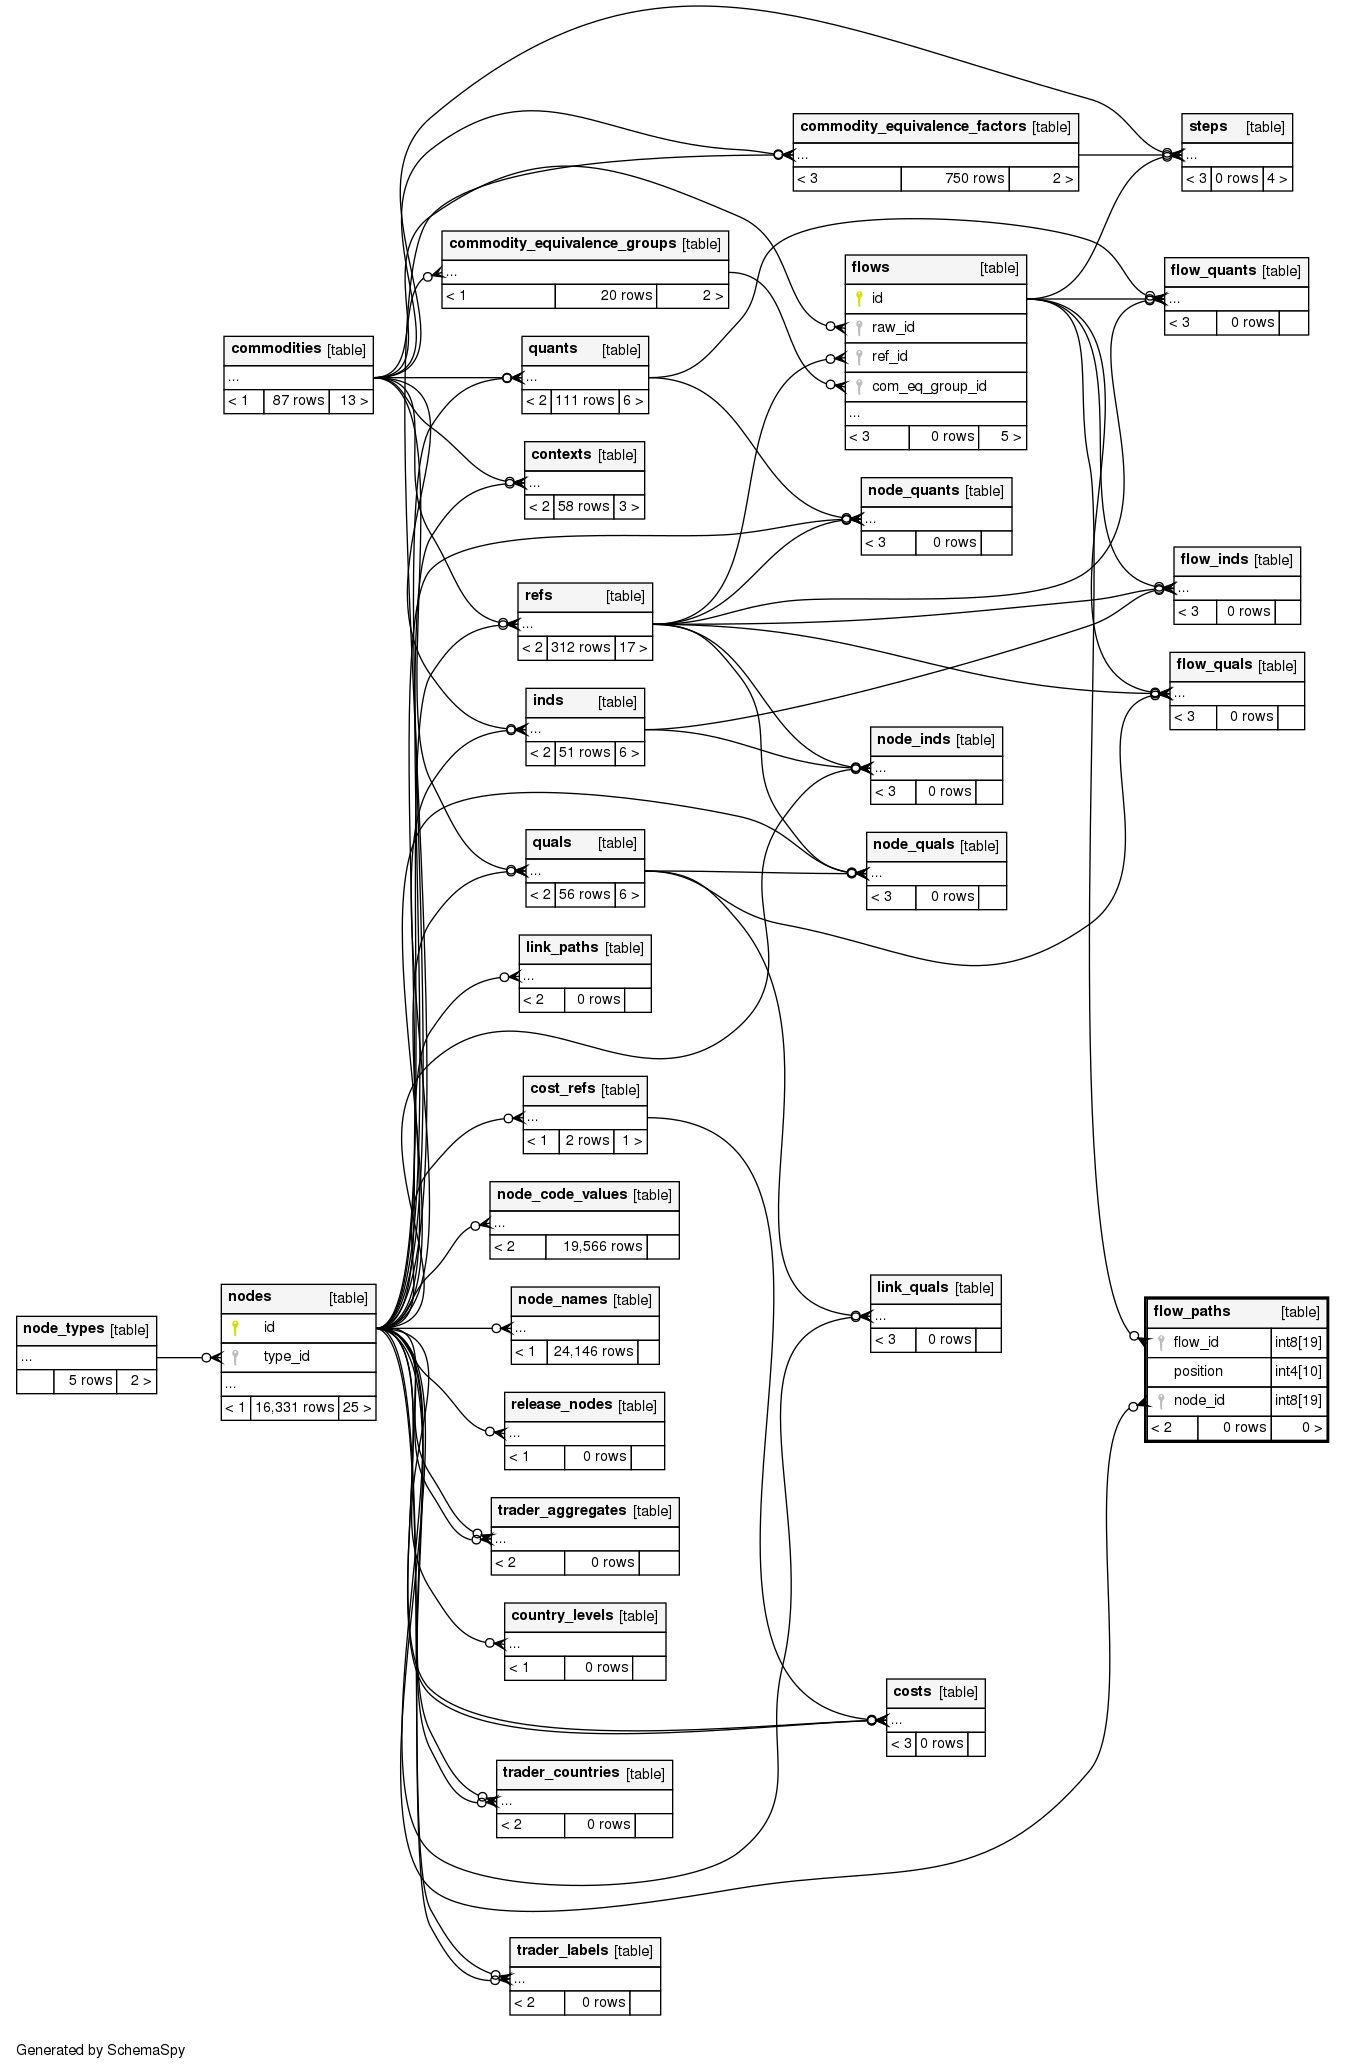 commodity_equivalence_factors [table]
...
< 3 750 rows 2 >
steps [table]
...
< 3 0 rows 4 >
commodity_equivalence_groups [table]
...
< 1 20 rows 2 >
flows [table]
id
raw_id
ref_id
com_eq_group_id
...
< 3 0 rows 5 >
flow_quants [table]
...
< 3 0 rows
commodities [table]
...
< 1 87 rows 13 >
quants [table]
...
< 2 111 rows 6 >
contexts [table]
...
< 2 58 rows 3 >
node_quants [table]
...
< 3 0 rows
flow_inds [table]
...
< 3 0 rows
refs [table]
...
< 2 312 rows 17 >
flow_quals [table]
...
< 3 0 rows
inds [table]
...
< 2 51 rows 6 >
node_inds [table]
...
< 3 0 rows
quals [table]
...
< 2 56 rows 6 >
node_quals [table]
...
< 3 0 rows
link_paths [table]
...
< 2 0 rows
cost_refs [table]
...
< 1 2 rows 1 >
node_code_values [table]
...
< 2 19,566 rows
node_types [table]
...
5 rows 2 >
nodes [table]
id
type_id
...
< 1 16,331 rows 25 >
node_names [table]
...
< 1 24,146 rows
link_quals [table]
...
< 3 0 rows
flow_paths [table]
flow_id int8[19]
position int4[10]
node_id int8[19]
< 2 0 rows 0 >
release_nodes [table]
...
< 1 0 rows
trader_aggregates [table]
...
< 2 0 rows
country_levels [table]
...
< 1 0 rows
costs [table]
...
< 3 0 rows
trader_countries [table]
...
< 2 0 rows
trader_labels [table]
...
< 2 0 rows
Generated by SchemaSpy